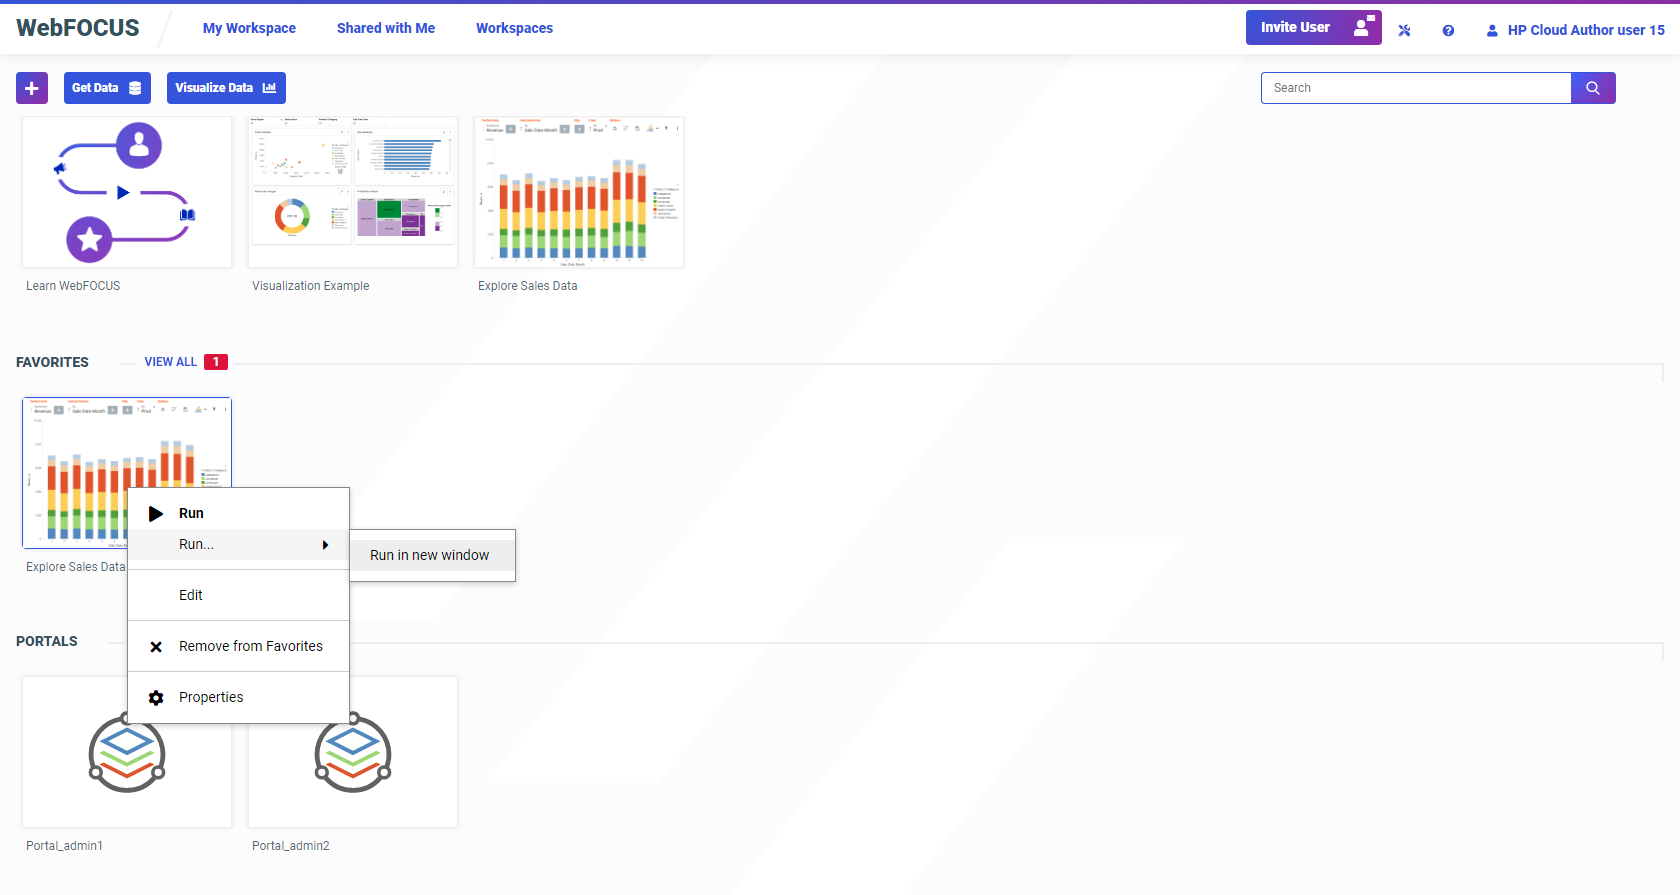 WebFOCUS
My Workspace
Shared with Me
Workspaces
Invite User
HP Cloud Author user 15
Get Data
Visualize Data
Search
Learn WebFOCUS
Visualization Example
Explore Sales Data
FAVORITES
VIEW ALL 1
Explore Sales Data
Run
Run...
Run in new window
Edit
Remove from Favorites
Properties
PORTALS
Portal_admin1
Portal_admin2